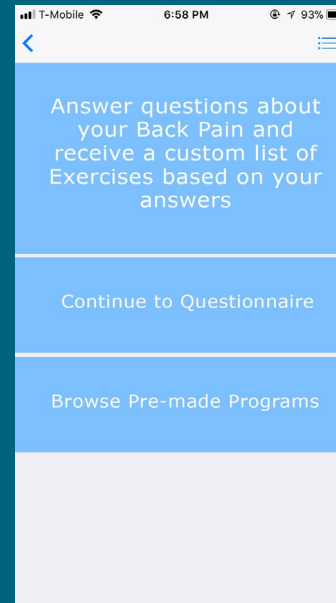 T-Mobile 6:58 PM 93%
Answer questions about
your Back Pain and
receive a custom list of
Exercises based on your
answers
Continue to Questionnaire
Browse Pre-made Programs